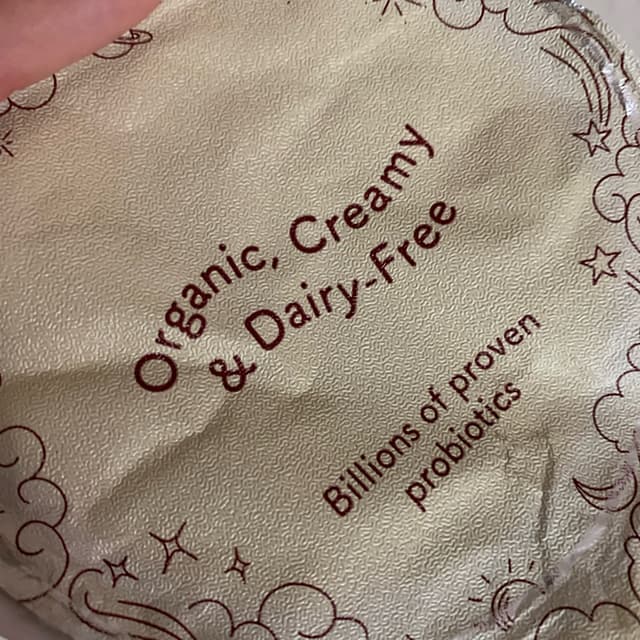 Organic, Creamy
& Dairy-Free
Billions of proven
probiotics